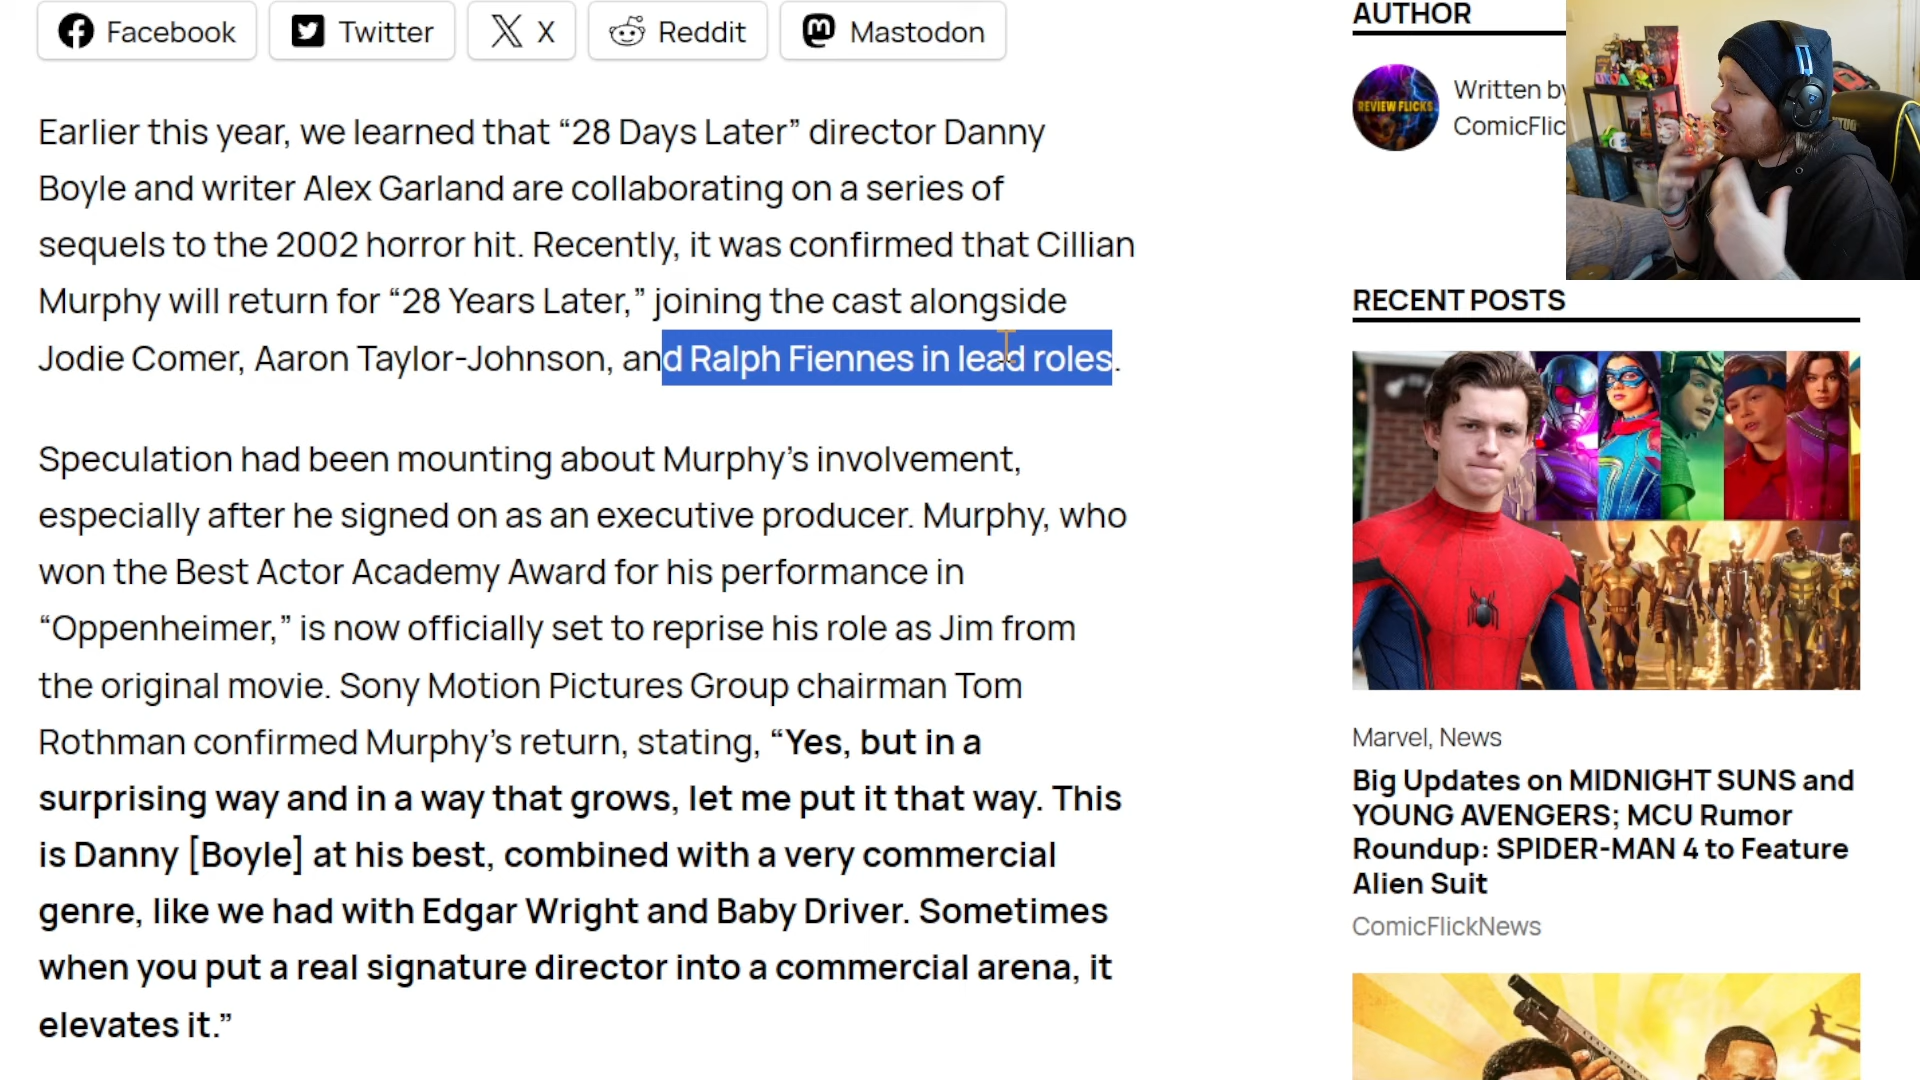 Facebook
Twitter
X
Reddit
Mastodon
Earlier this year, we learned that “28 Days Later” director Danny
Boyle and writer Alex Garland are collaborating on a series of
sequels to the 2002 horror hit. Recently, it was confirmed that Cillian
Murphy will return for “28 Years Later,” joining the cast alongside
Jodie Comer, Aaron Taylor-Johnson, and Ralph Fiennes in lead roles.
Speculation had been mounting about Murphy’s involvement,
especially after he signed on as an executive producer. Murphy, who
won the Best Actor Academy Award for his performance in
“Oppenheimer,” is now officially set to reprise his role as Jim from
the original movie. Sony Motion Pictures Group chairman Tom
Rothman confirmed Murphy’s return, stating, “Yes, but in a
surprising way and in a way that grows, let me put it that way. This
is Danny [Boyle] at his best, combined with a very commercial
genre, like we had with Edgar Wright and Baby Driver. Sometimes
when you put a real signature director into a commercial arena, it
elevates it.”
AUTHOR
REVIEW FLICKS
Written by
ComicFlic
RECENT POSTS
Marvel, News
Big Updates on MIDNIGHT SUNS and
YOUNG AVENGERS; MCU Rumor
Roundup: SPIDER-MAN 4 to Feature
Alien Suit
ComicFlickNews